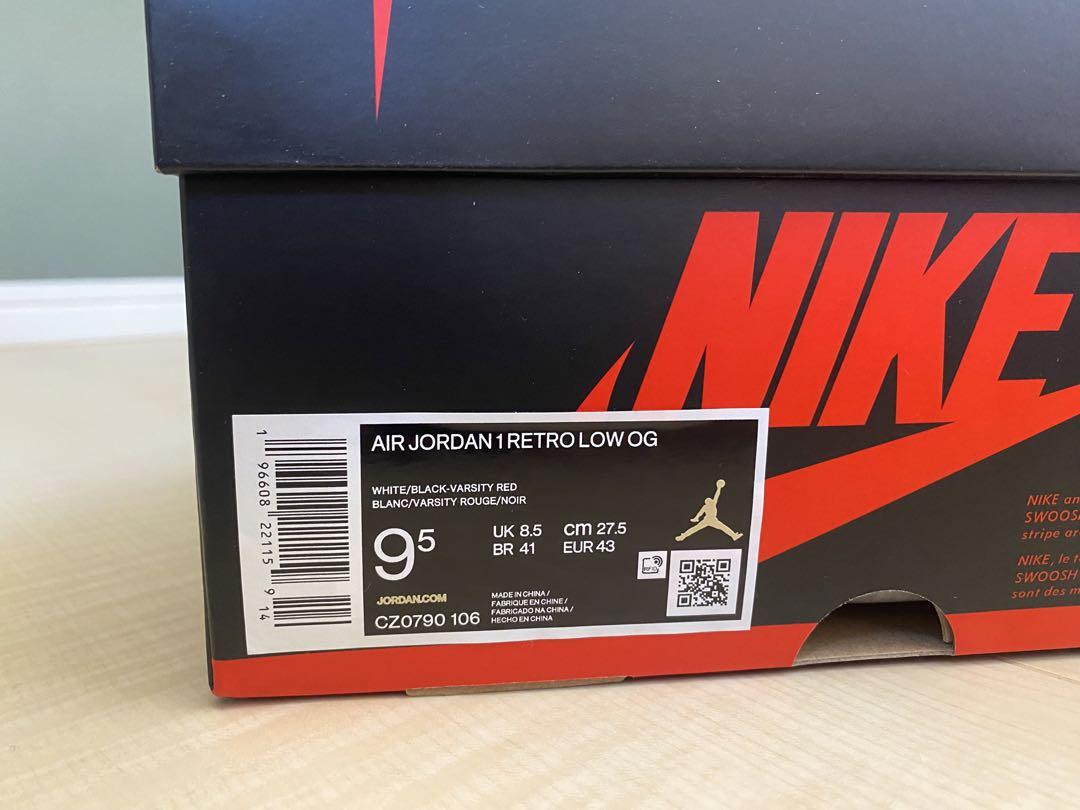 NIKE
AIR JORDAN 1 RETRO LOW OG
WHITE/BLACK-VARSITY RED
BLANC/VARSITY ROUGE/NOIR
9⁵
UK 8.5 cm 27.5
BR 41 EUR 43
JORDAN.COM
CZ0790 106
MADE IN CHINA /
FABRIQUE EN CHINE /
FABRICADO NA CHINA /
HECHO EN CHINA
RFID
1 96608 22115 9 14
NIKE an
SWOOS
stripe ar
NIKE, le
SWOOSH
sont des m